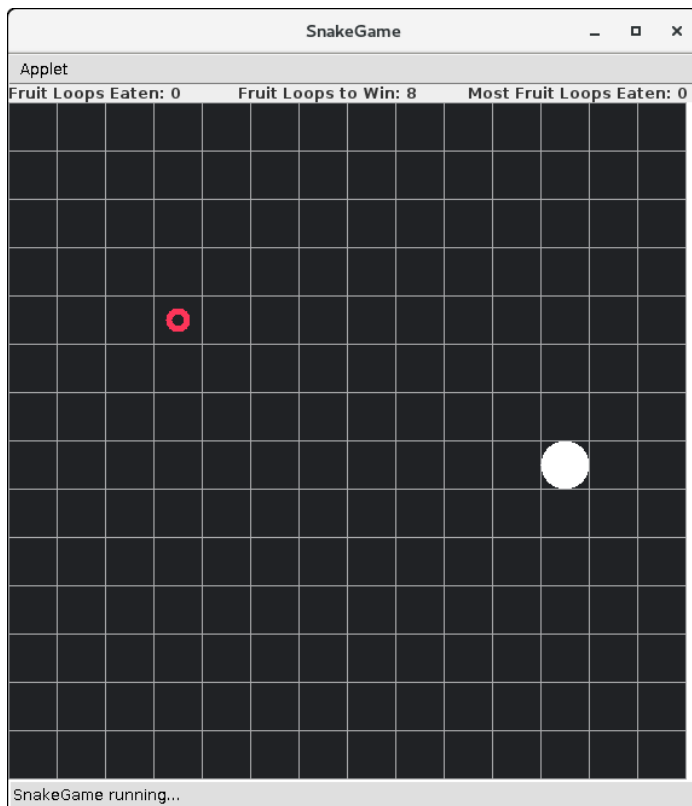 SnakeGame
Applet
Fruit Loops Eaten: 0 Fruit Loops to Win: 8 Most Fruit Loops Eaten: 0
SnakeGame running...